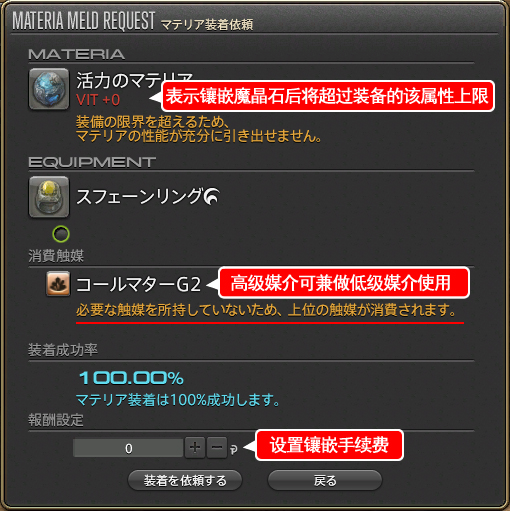 MATERIA MELD REQUEST マテリア装着依頼
MATERIA
活力のマテリア
VIT +0
表示镶嵌魔晶石后将超过装备的该属性上限
装備の限界を超えるため、
マテリアの性能が充分に引き出せません。
EQUIPMENT
スフェーンリング
消費触媒
コールマターG2
高级媒介可兼做低级媒介使用
必要な触媒を所持していないため、上位の触媒が消費されます。
装着成功率
100.00%
マテリア装着は100%成功します。
報酬設定
0
设置镶嵌手续费
装着を依頼する 戻る